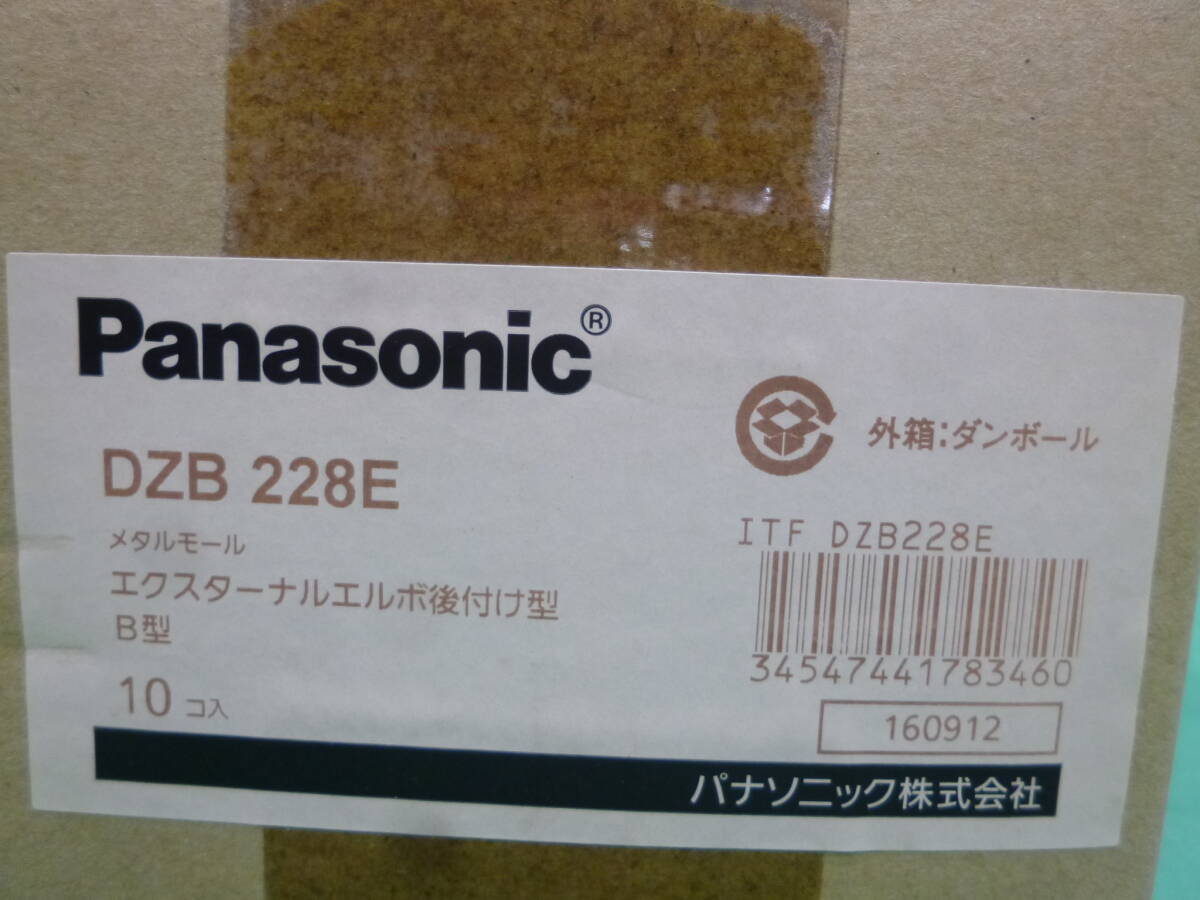 Panasonic®
DZB 228E
メタルモール
エクスターナルエルボ後付け型
B型
10 コ入
外箱:ダンボール
ITF DZB228E
34547441783460
160912
パナソニック株式会社